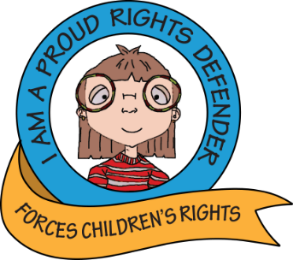 I AM A PROUD RIGHTS DEFENDER
FORCES CHILDREN'S RIGHTS